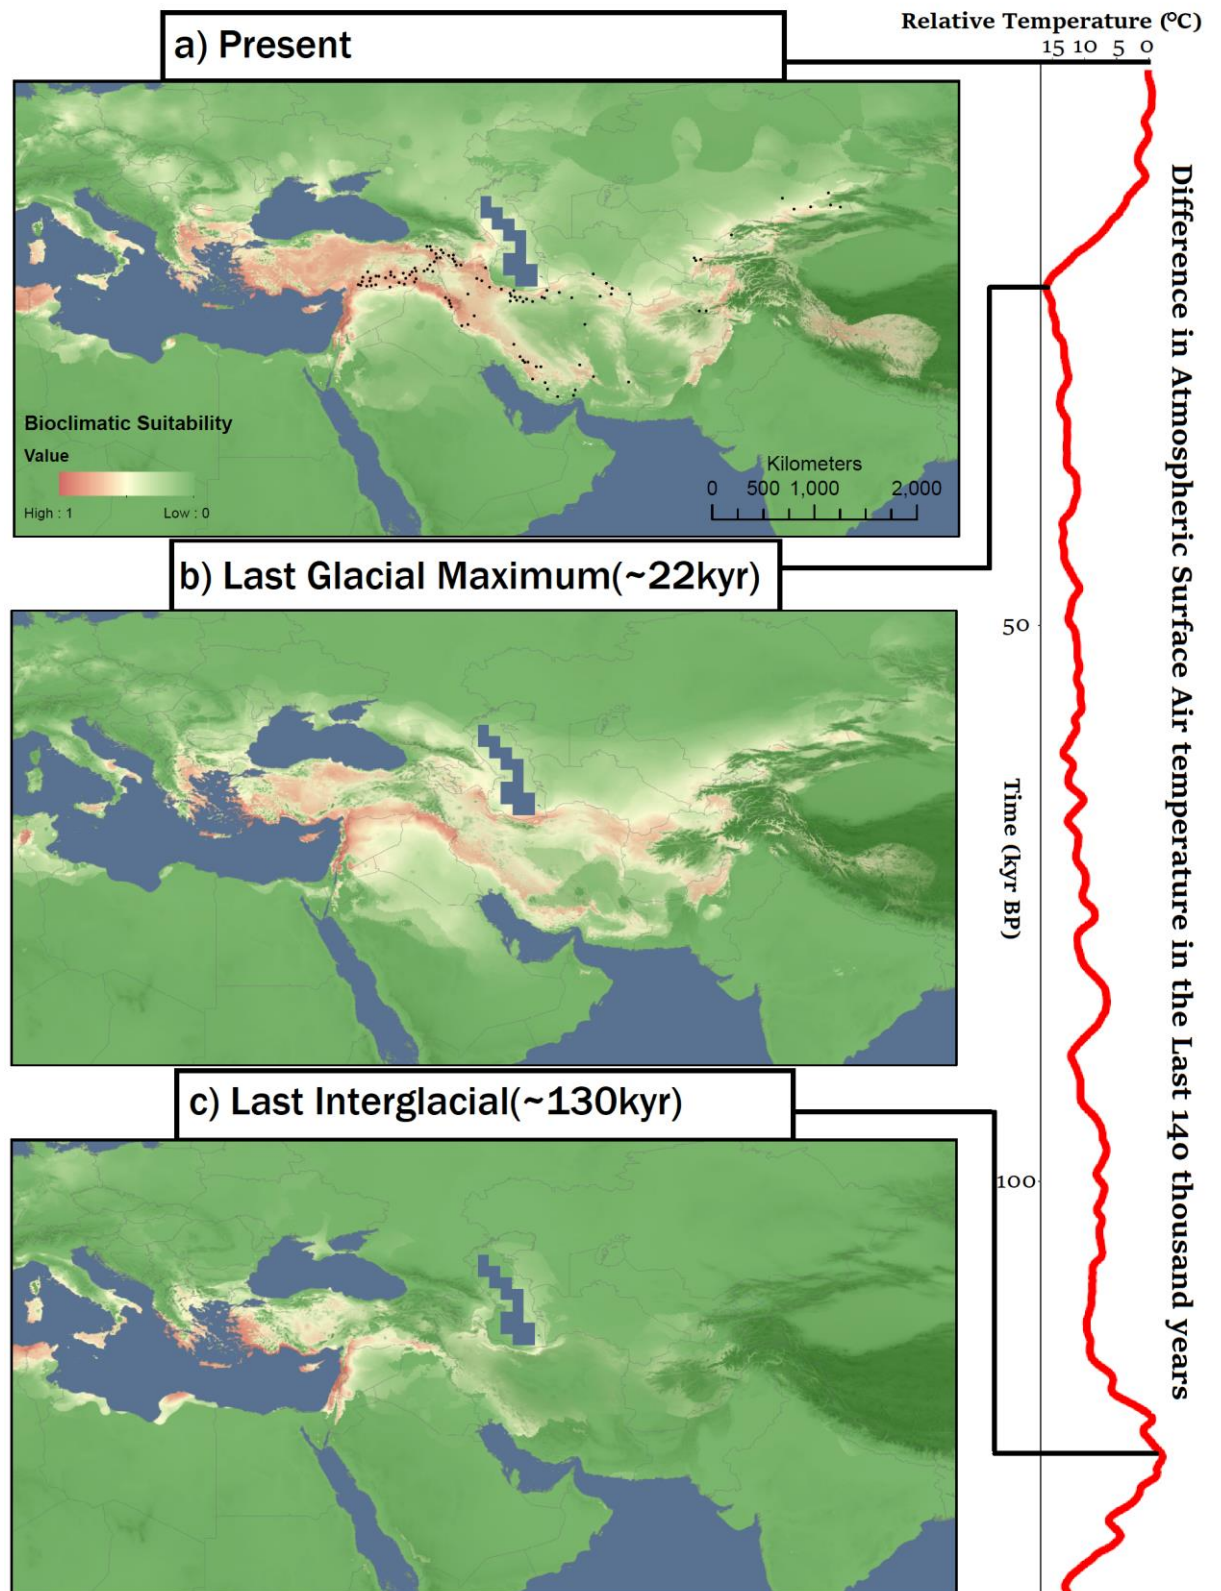 Relative Temperature (°C)
15 10 5 0
a) Present
Bioclimatic Suitability
Value
High : 1 Low : 0
Kilometers
0 500 1,000 2,000
b) Last Glacial Maximum(~22kyr)
c) Last Interglacial(~130kyr)
50
Time (kyr BP)
100
Difference in Atmospheric Surface Air temperature in the Last 140 thousand years